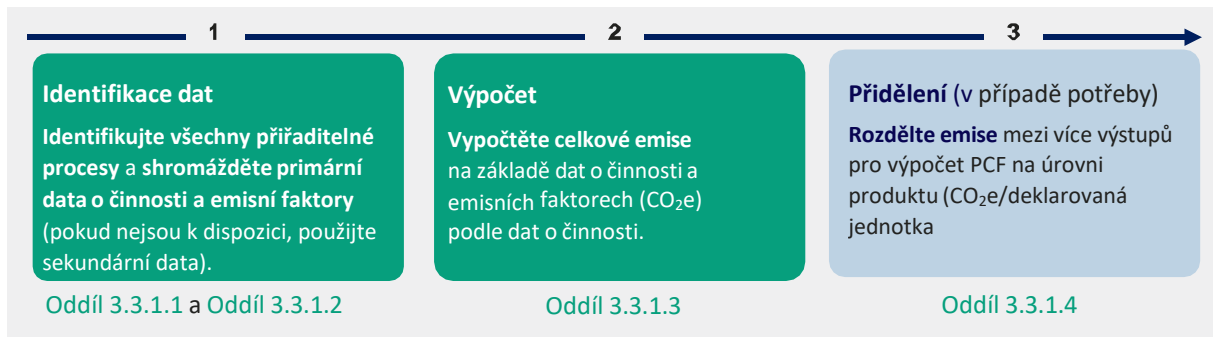 1
2
3
Identifikace dat
Identifikujte všechny přiřaditelné
procesy a shromážděte primární
data o činnosti a emisní faktory
(pokud nejsou k dispozici, použijte
sekundární data).
Oddíl 3.3.1.1 a Oddíl 3.3.1.2
Výpočet
Vypočtěte celkové emise
na základě dat o činnosti a
emisních faktorech (CO₂e)
podle dat o činnosti.
Oddíl 3.3.1.3
Přidělení (v případě potřeby)
Rozdělte emise mezi více výstupů
pro výpočet PCF na úrovni
produktu (CO₂e/deklarovaná
jednotka
Oddíl 3.3.1.4